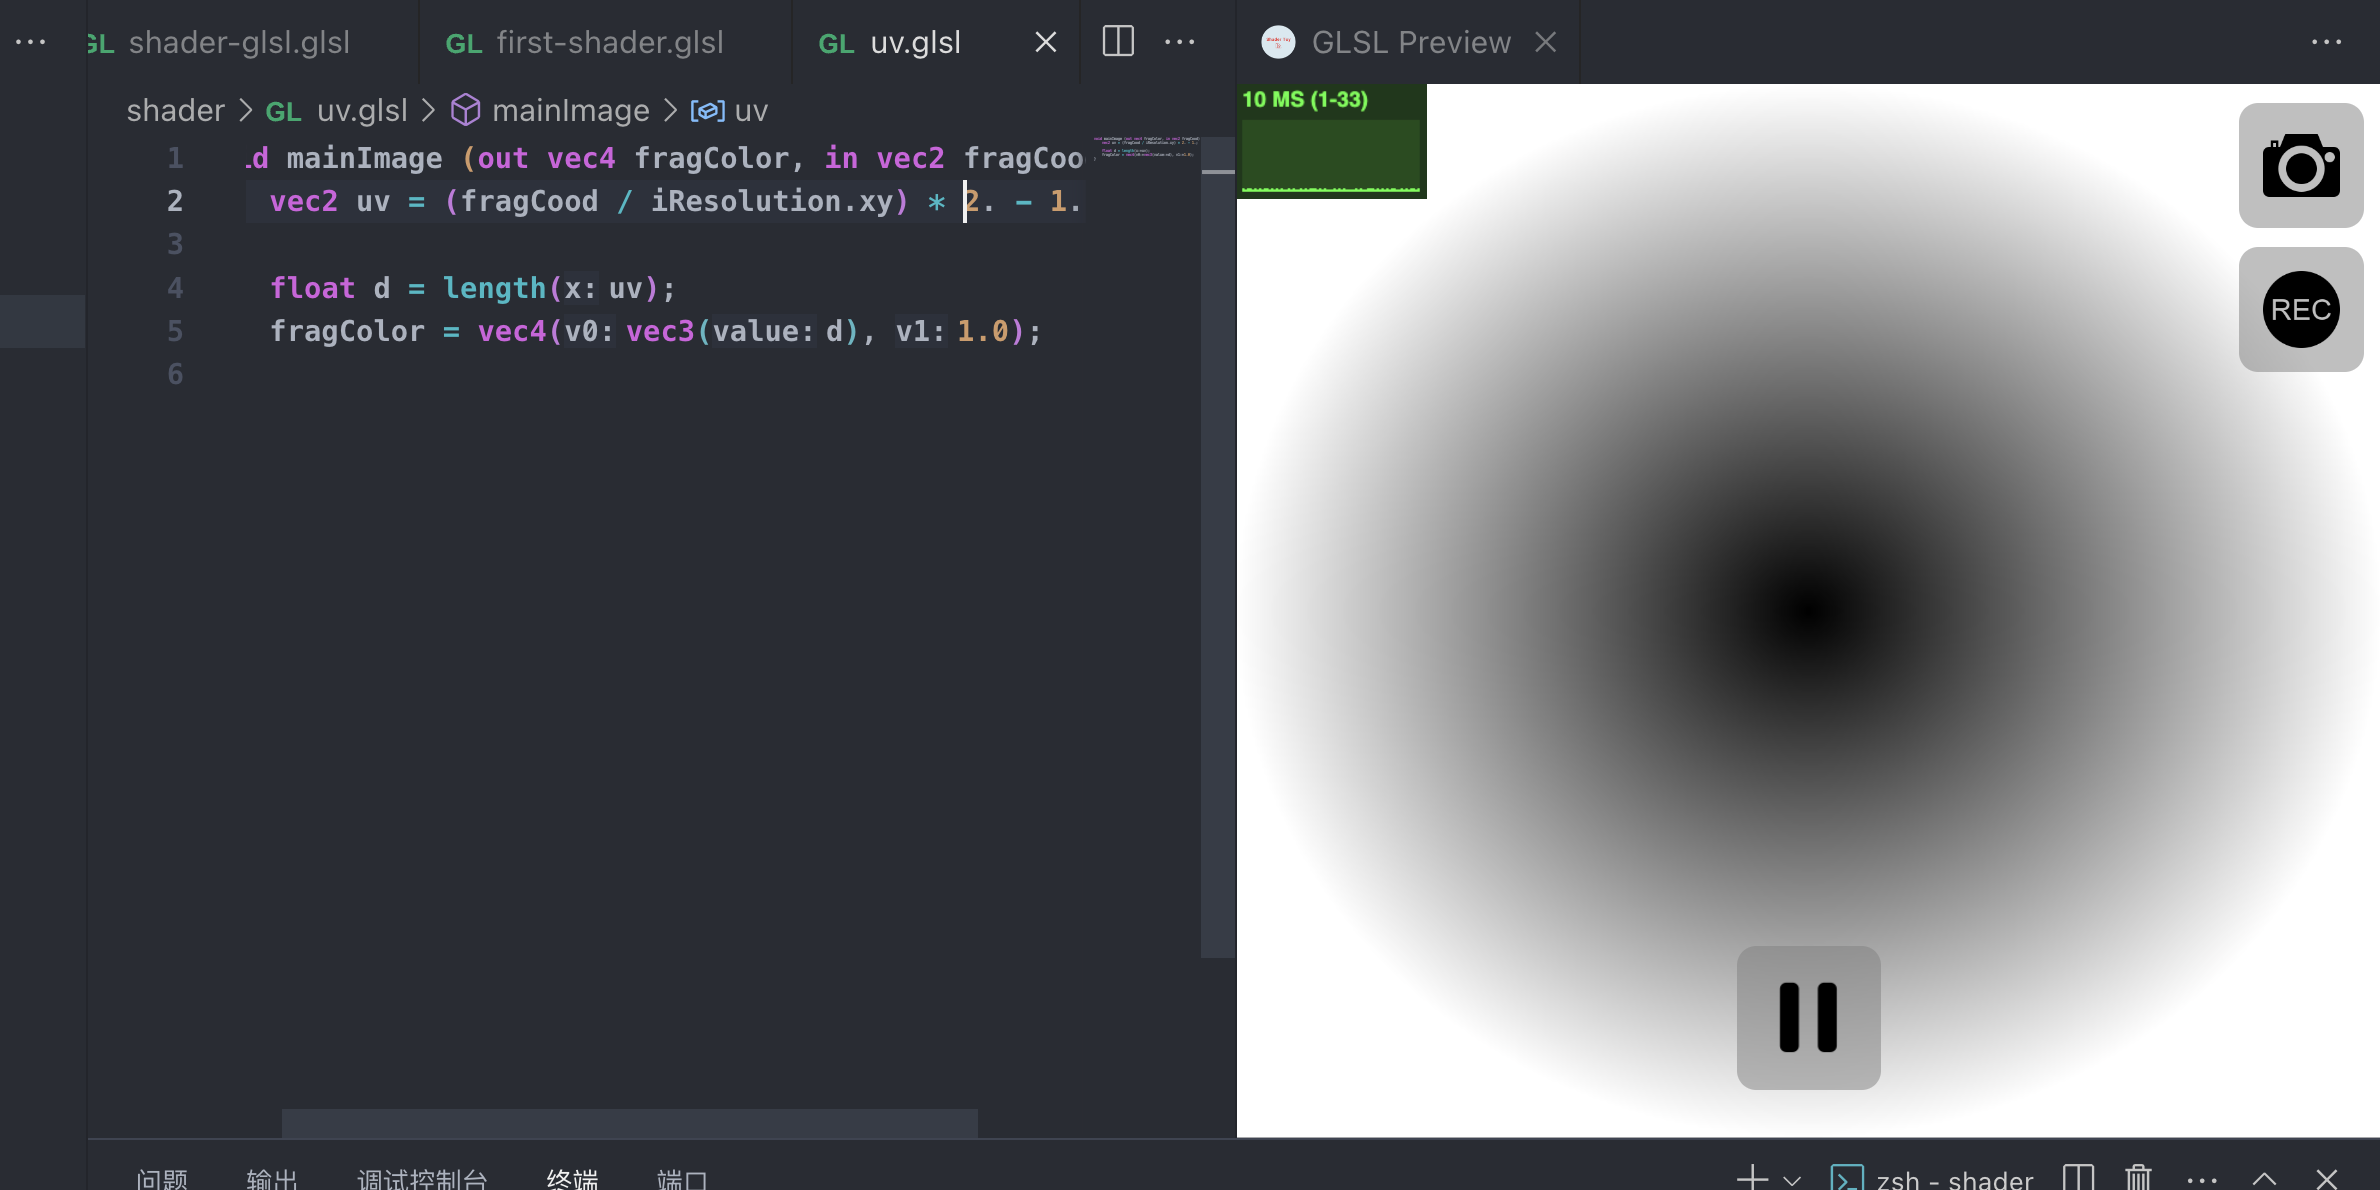 GL shader-glsl.glsl GL first-shader.glsl GL uv.glsl GLSL Preview
shader > GL uv.glsl > mainImage > uv
1 .d mainImage (out vec4 fragColor, in vec2 fragCoo
2 vec2 uv = (fragCood / iResolution.xy) * 2. - 1.
3
4 float d = length(x: uv);
5 fragColor = vec4(v0: vec3(value: d), v1: 1.0);
6
10 MS (1-33)
REC
问题 输出 调试控制台 终端 端口 zsh - shader